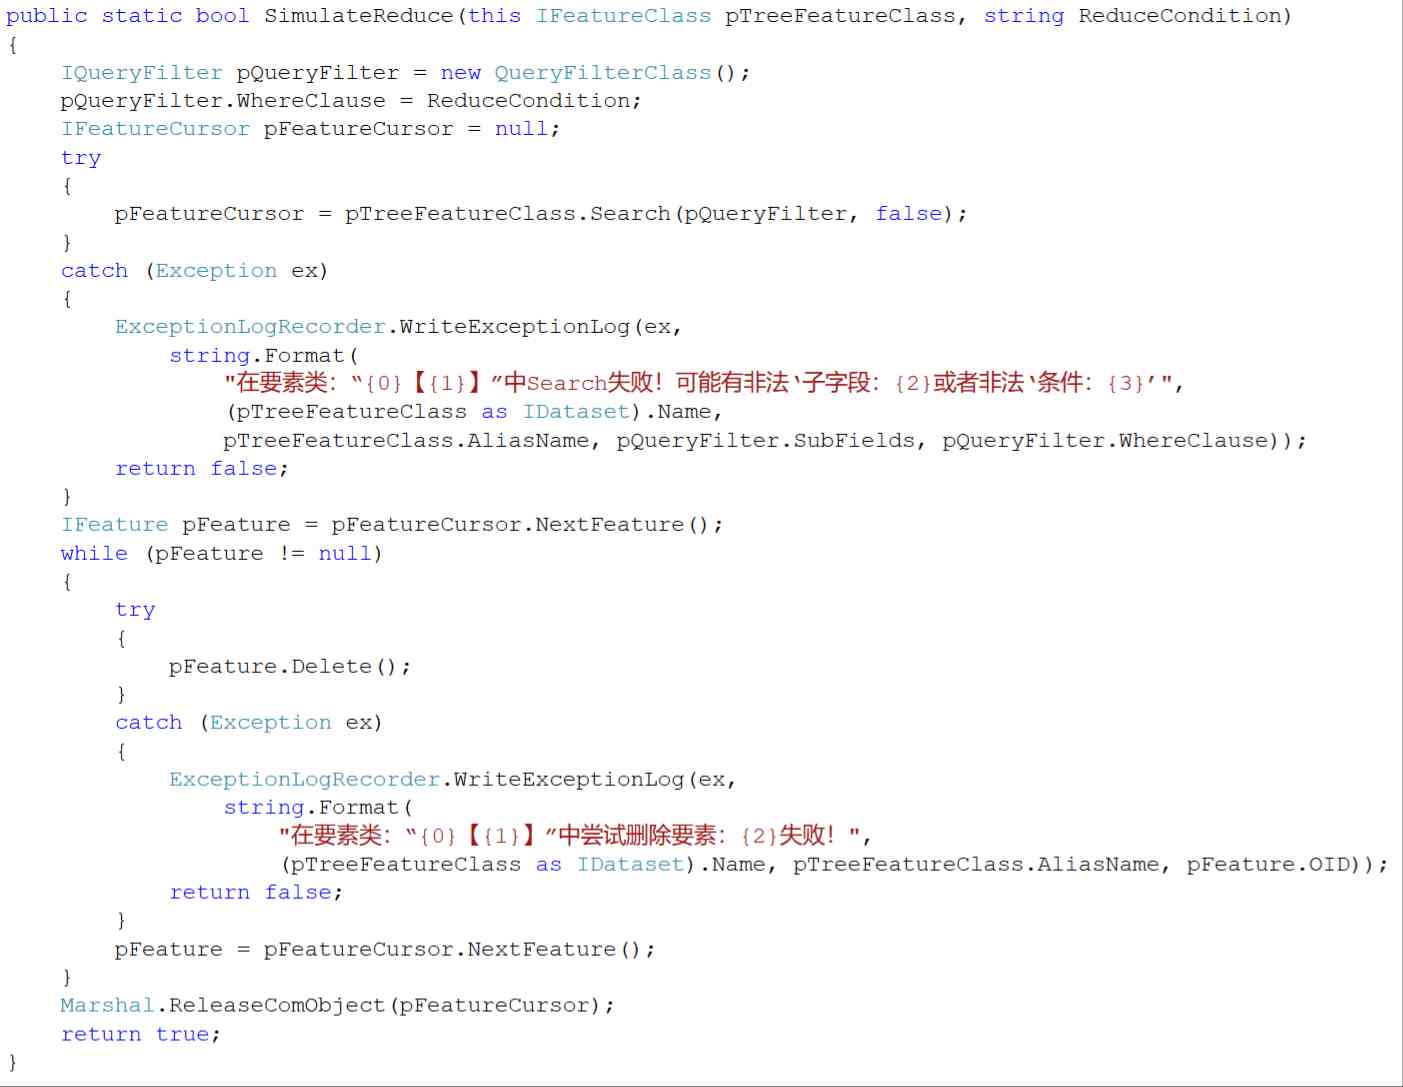 public static bool SimulateReduce(this IFeatureClass pTreeFeatureClass, string ReduceCondition)
{
    IQueryFilter pQueryFilter = new QueryFilterClass();
    pQueryFilter.WhereClause = ReduceCondition;
    IFeatureCursor pFeatureCursor = null;
    try
    {
        pFeatureCursor = pTreeFeatureClass.Search(pQueryFilter, false);
    }
    catch (Exception ex)
    {
        ExceptionLogRecorder.WriteExceptionLog(ex,
            string.Format(
                "在要素类：“{0}【{1}】”中Search失败！可能有非法‘子字段：{2}或者非法‘条件：{3}’",
                (pTreeFeatureClass as IDataset).Name,
                pTreeFeatureClass.AliasName, pQueryFilter.SubFields, pQueryFilter.WhereClause));
        return false;
    }
    IFeature pFeature = pFeatureCursor.NextFeature();
    while (pFeature != null)
    {
        try
        {
            pFeature.Delete();
        }
        catch (Exception ex)
        {
            ExceptionLogRecorder.WriteExceptionLog(ex,
                string.Format(
                    "在要素类：“{0}【{1}】”中尝试删除要素：{2}失败！",
                    (pTreeFeatureClass as IDataset).Name, pTreeFeatureClass.AliasName, pFeature.OID));
            return false;
        }
        pFeature = pFeatureCursor.NextFeature();
    }
    Marshal.ReleaseComObject(pFeatureCursor);
    return true;
}